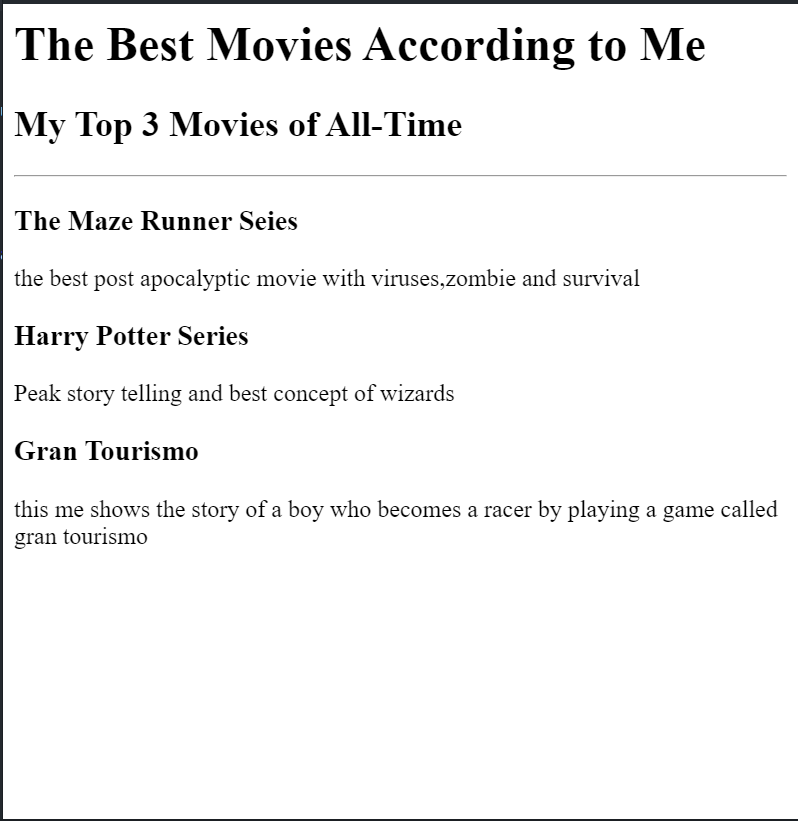 The Best Movies According to Me
My Top 3 Movies of All-Time
The Maze Runner Seies
the best post apocalyptic movie with viruses,zombie and survival
Harry Potter Series
Peak story telling and best concept of wizards
Gran Tourismo
this me shows the story of a boy who becomes a racer by playing a game called
gran tourismo